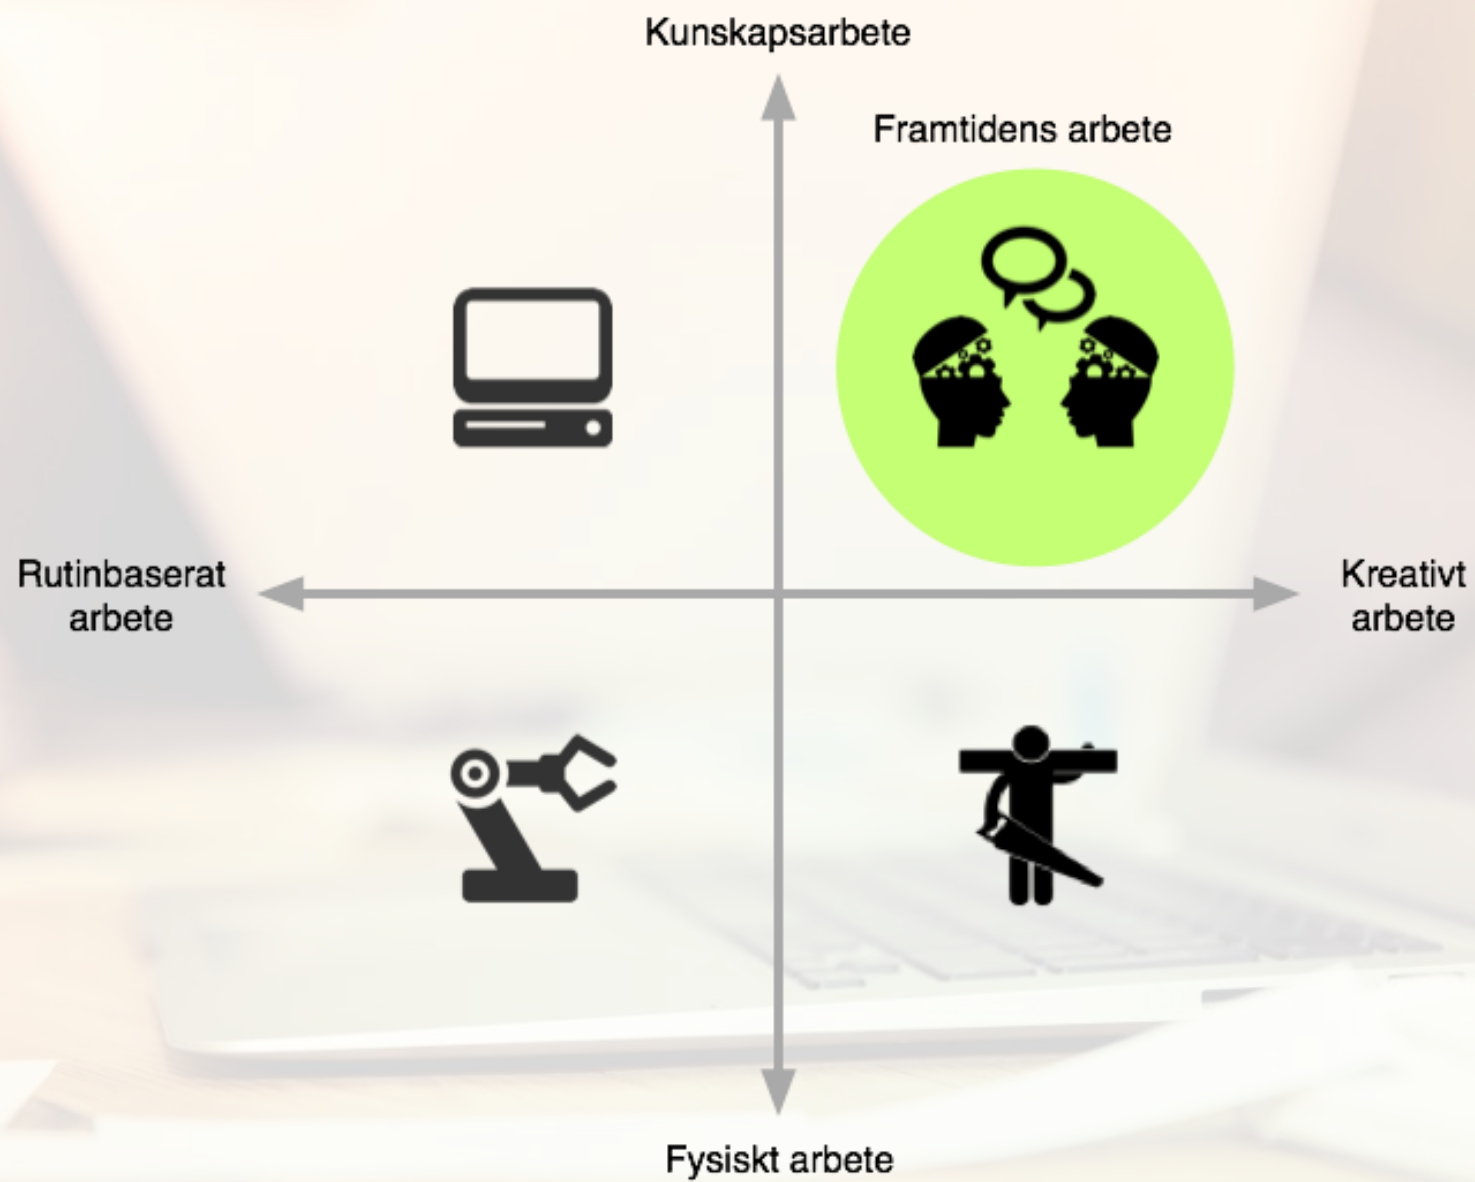 Kunskapsarbete
Framtidens arbete
Rutinbaserat
arbete
Kreativt
arbete
Fysiskt arbete